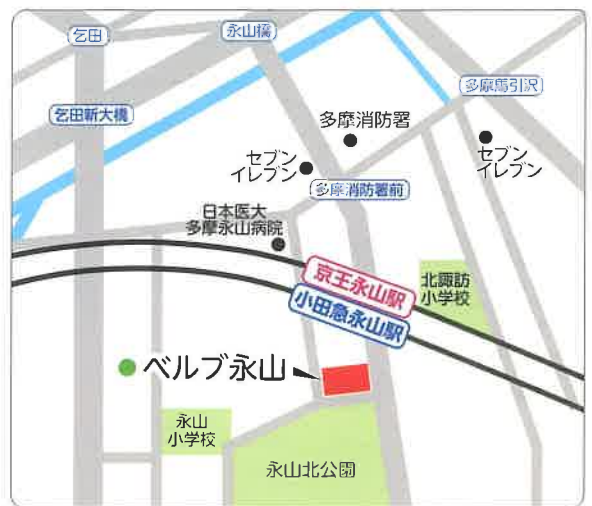 乞田
永山橋
乞田新大橋
多摩馬引沢
多摩消防署
セブン
イレブン
セブン
イレブン
多摩消防署前
日本医大
多摩永山病院
京王永山駅
小田急永山駅
北諏訪
小学校
ベルブ永山
永山
小学校
永山北公園